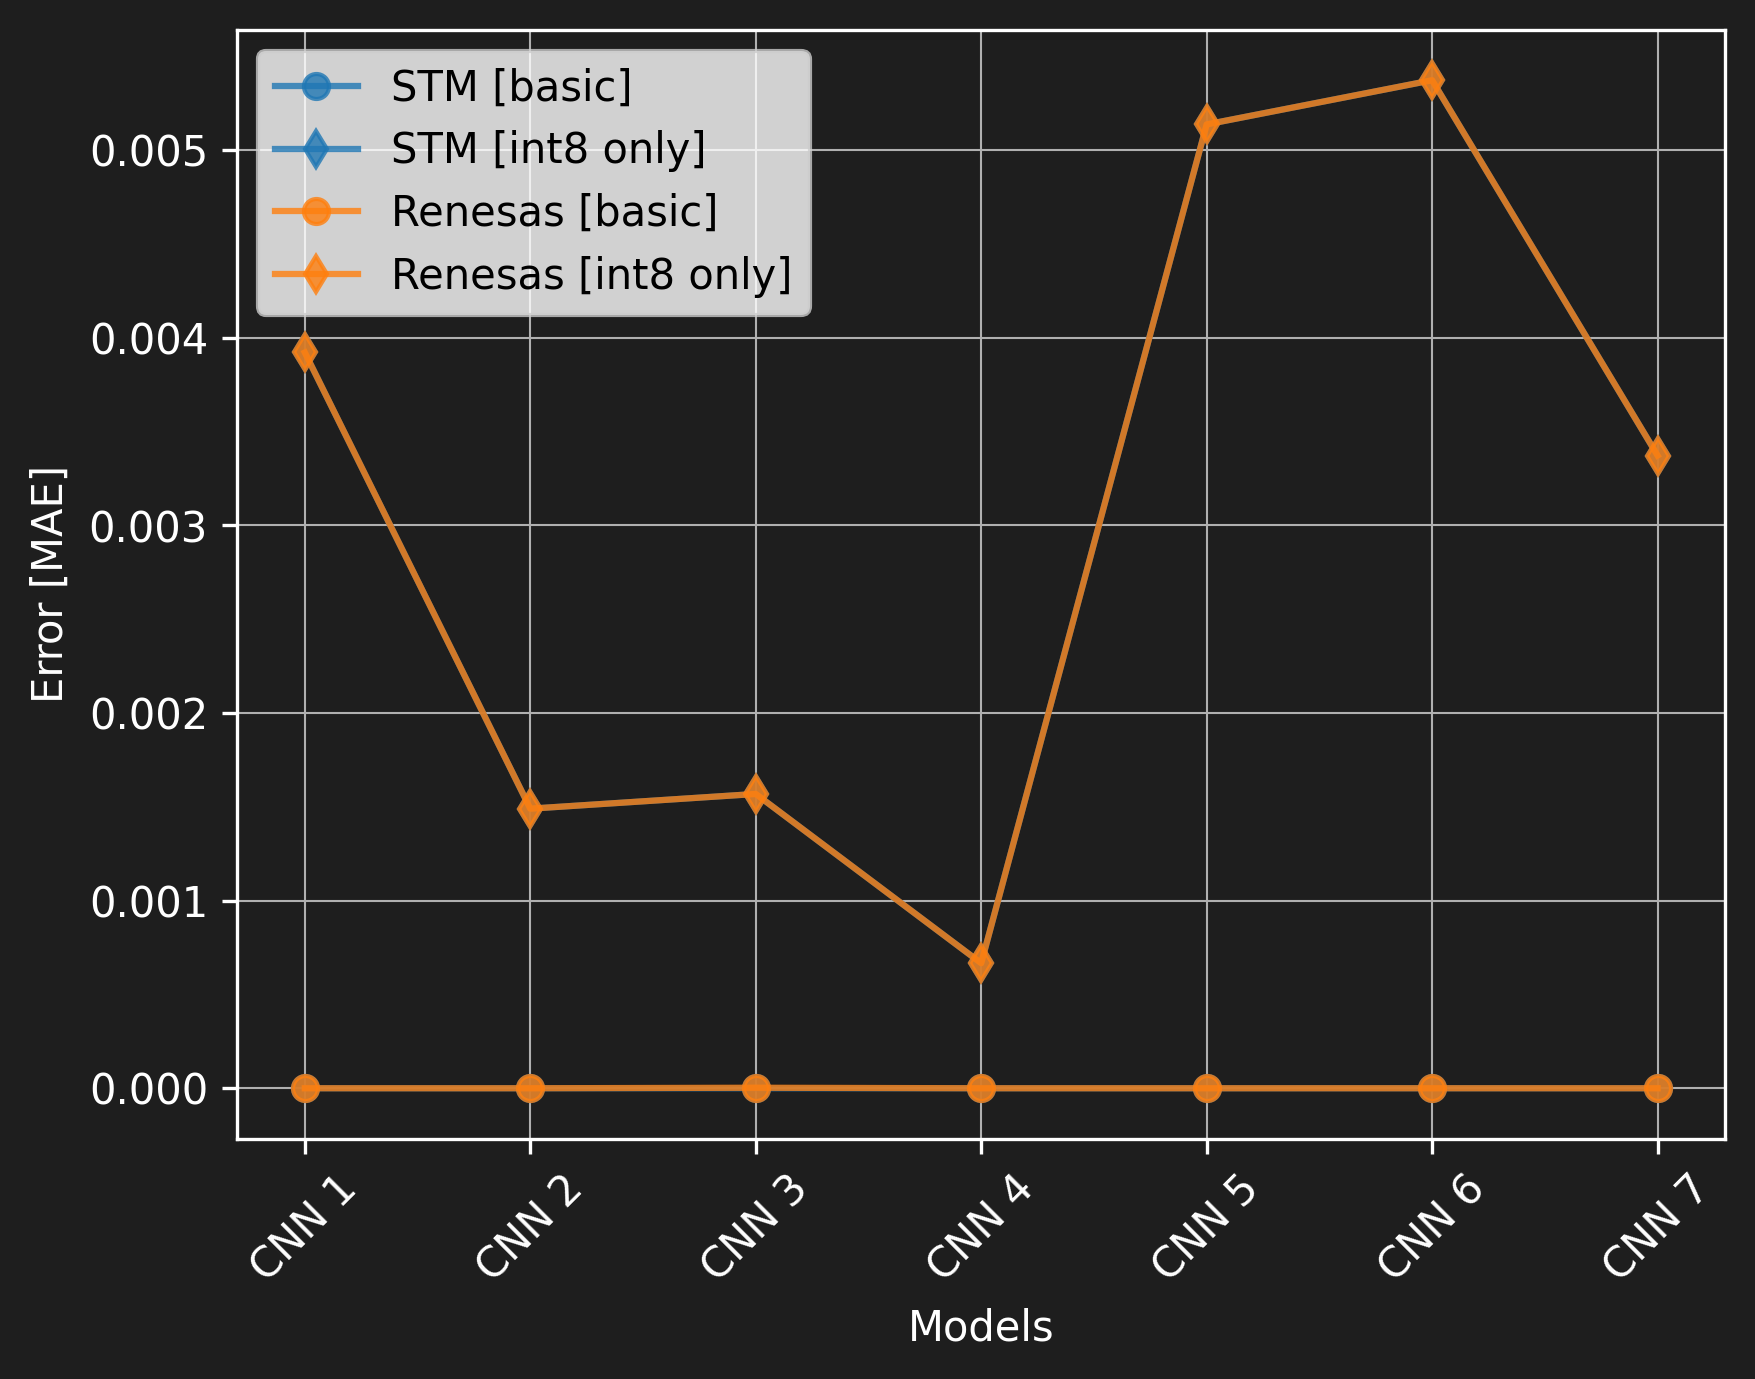 STM [basic]
STM [int8 only]
Renesas [basic]
Renesas [int8 only]
0.005
0.004
0.003
0.002
0.001
0.000
Error [MAE]
CNN 1
CNN 2
CNN 3
CNN 4
CNN 5
CNN 6
CNN 7
Models